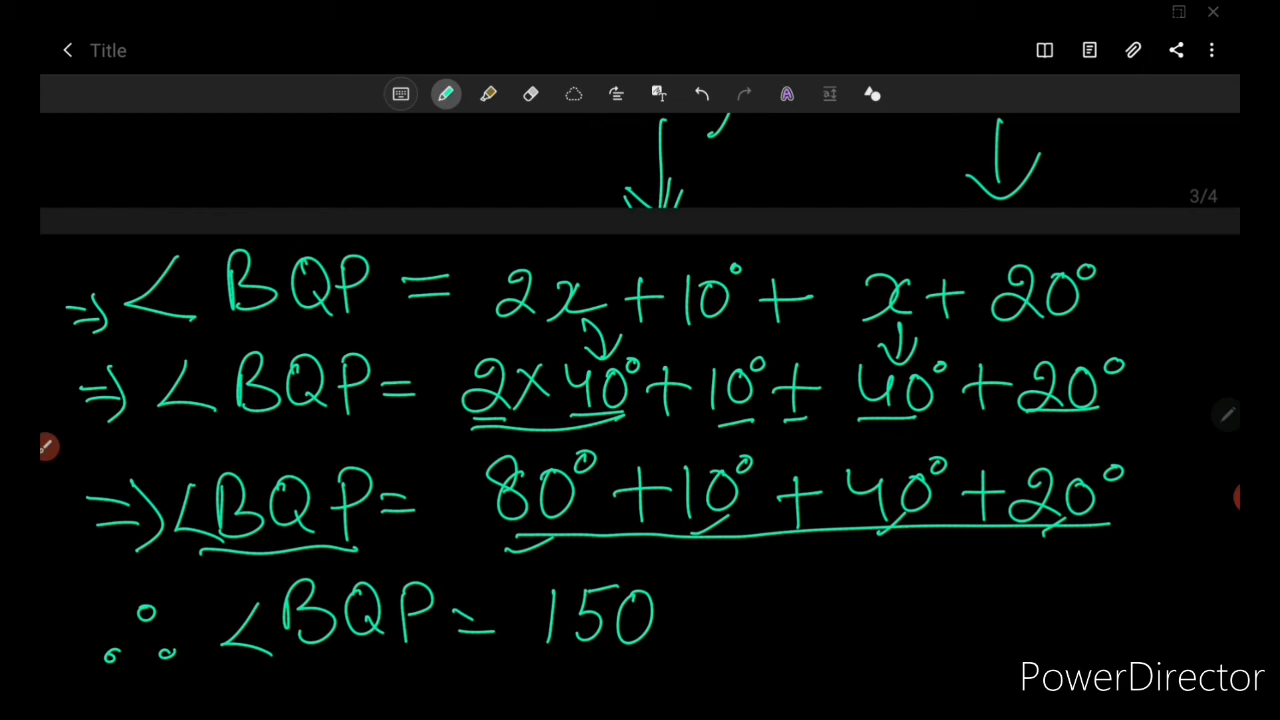 Title
3/4
⇒ ∠BQP = 2x + 10° + x + 20°
⇒ ∠BQP = 2 × 40° + 10° + 40° + 20°
⇒ ∠BQP = 80° + 10° + 40° + 20°
∴ ∠BQP = 150
PowerDirector